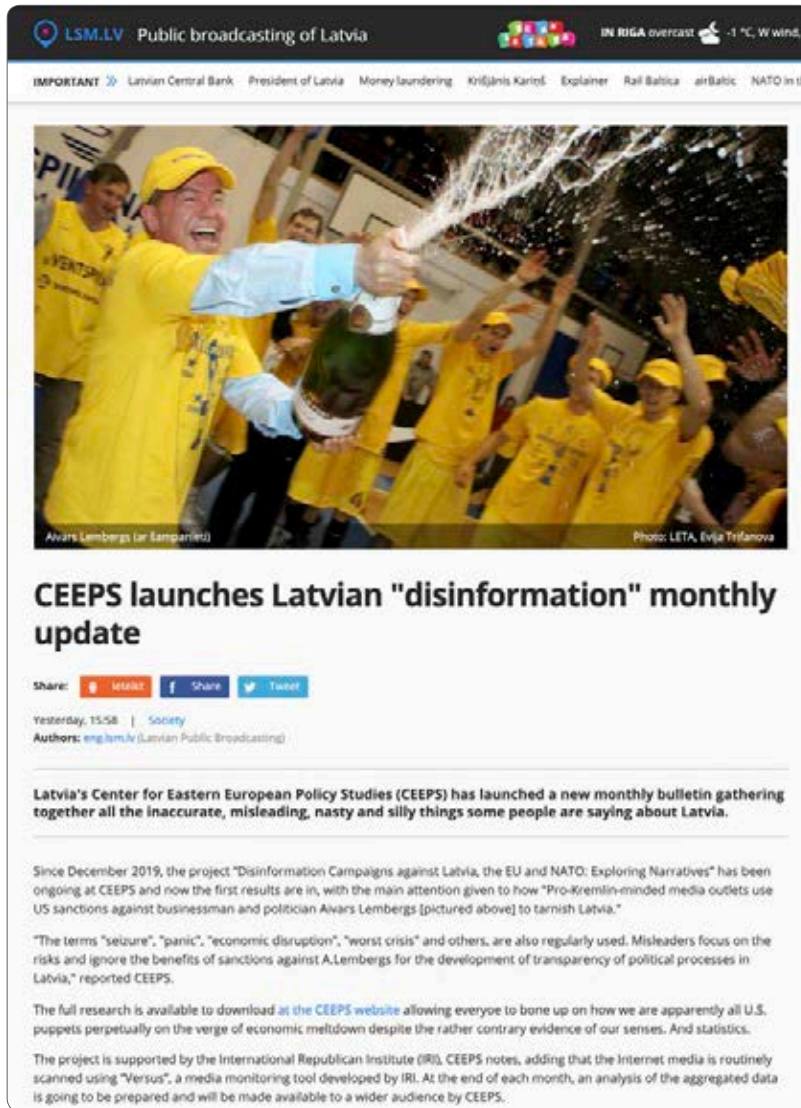 LSM.LV Public broadcasting of Latvia
IN RIGA overcast -1 °C, W wind,
IMPORTANT » Latvian Central Bank President of Latvia Money laundering Krišjānis Kariņš Explainer Rail Baltica airBaltic NATO in t
VENTSPILS
Aivars Lembergs (ar šampanieti)
Photo: LETA, Evija Trifanova
CEEPS launches Latvian "disinformation" monthly
update
Share: Ieteikt Share Tweet
Yesterday, 15:58 | Society
Authors: eng.lsm.lv (Latvian Public Broadcasting)
Latvia's Center for Eastern European Policy Studies (CEEPS) has launched a new monthly bulletin gathering
together all the inaccurate, misleading, nasty and silly things some people are saying about Latvia.
Since December 2019, the project "Disinformation Campaigns against Latvia, the EU and NATO: Exploring Narratives" has been
ongoing at CEEPS and now the first results are in, with the main attention given to how "Pro-Kremlin-minded media outlets use
US sanctions against businessman and politician Aivars Lembergs [pictured above] to tarnish Latvia."
"The terms "seizure", "panic", "economic disruption", "worst crisis" and others, are also regularly used. Misleaders focus on the
risks and ignore the benefits of sanctions against A.Lembergs for the development of transparency of political processes in
Latvia," reported CEEPS.
The full research is available to download at the CEEPS website allowing everyoe to bone up on how we are apparently all U.S.
puppets perpetually on the verge of economic meltdown despite the rather contrary evidence of our senses. And statistics.
The project is supported by the International Republican Institute (IRI), CEEPS notes, adding that the Internet media is routinely
scanned using "Versus", a media monitoring tool developed by IRI. At the end of each month, an analysis of the aggregated data
is going to be prepared and will be made available to a wider audience by CEEPS.